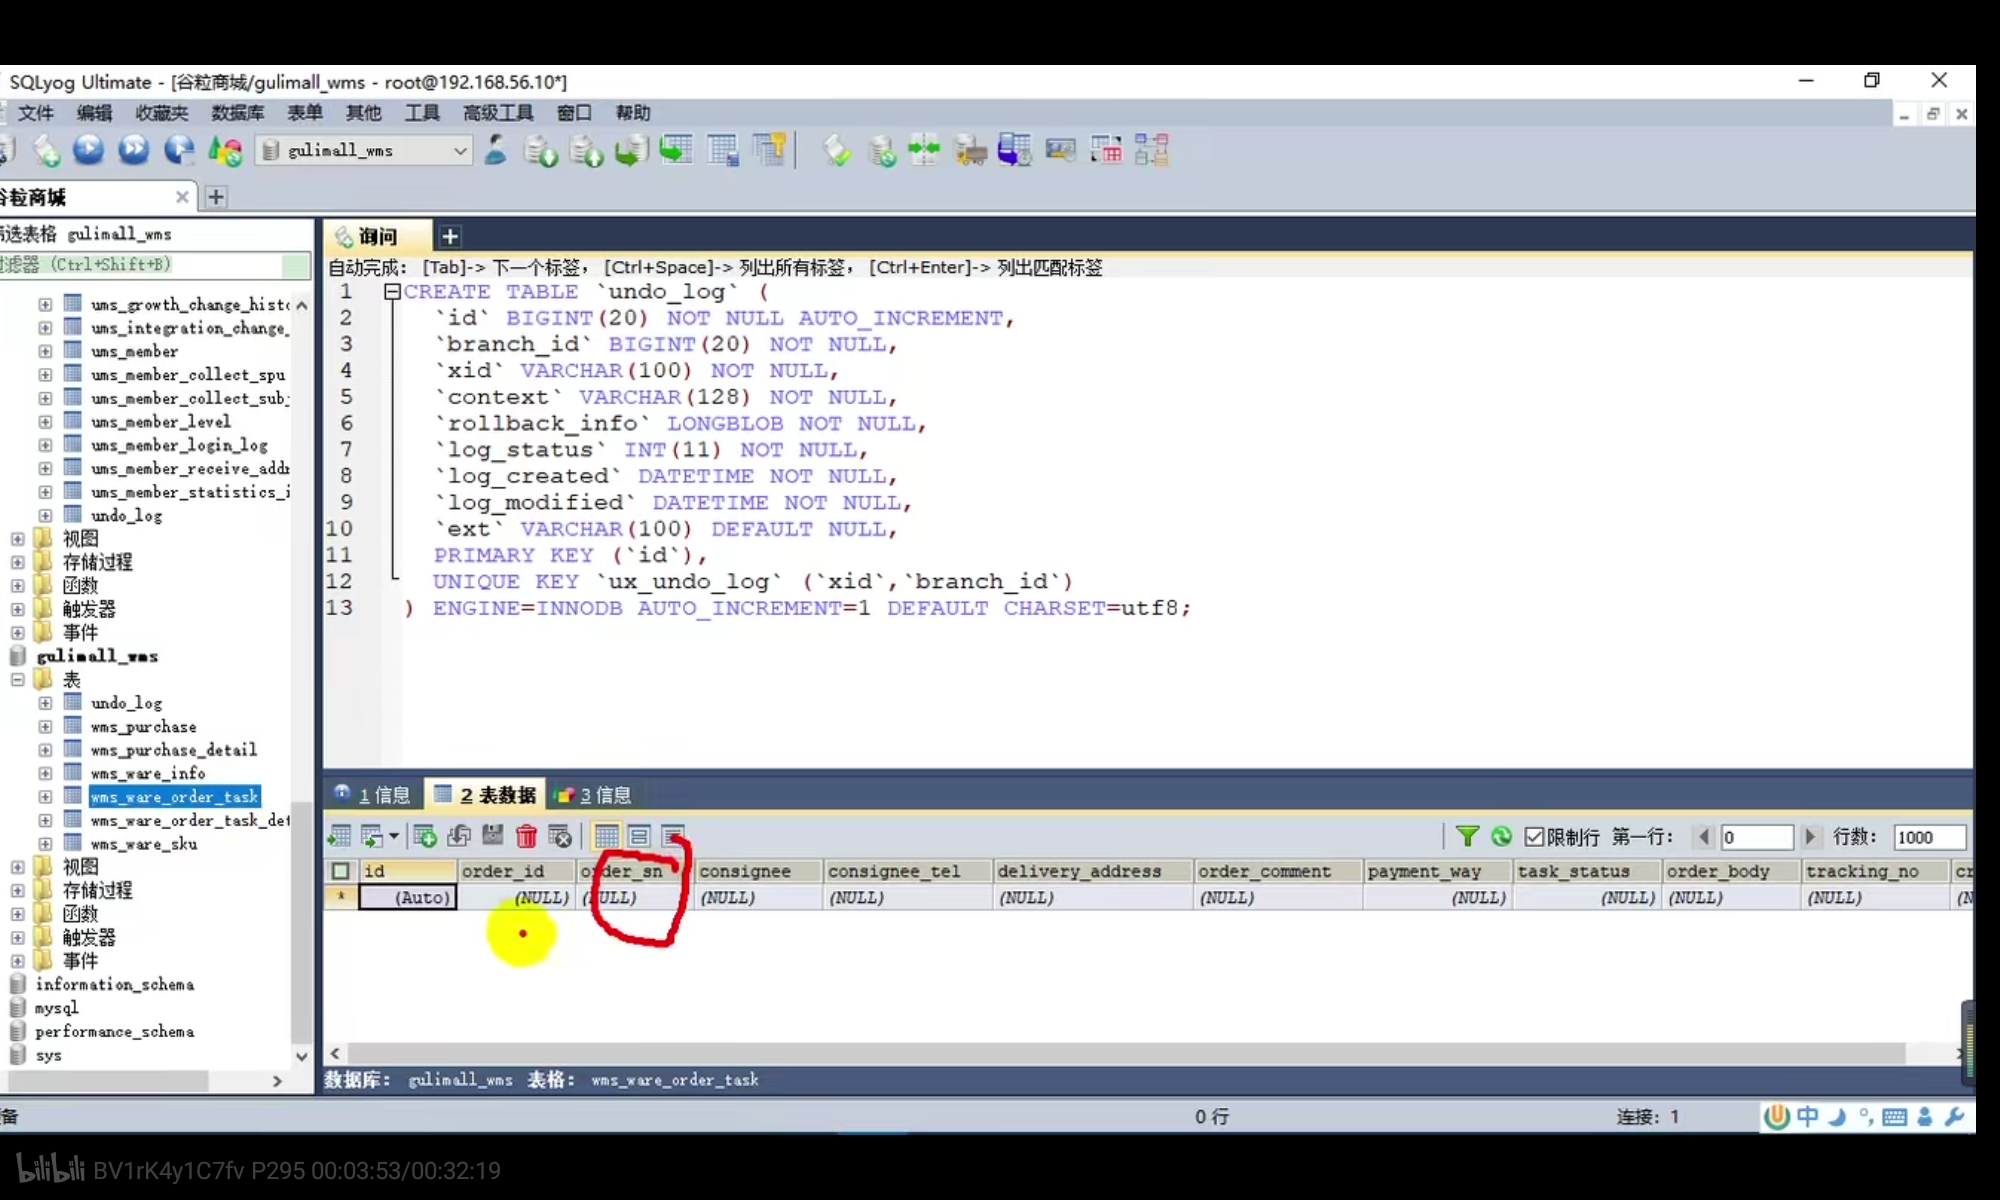 SQLyog Ultimate - [谷粒商城/gulimall_wms - root@192.168.56.10*]
文件 编辑 收藏夹 数据库 表单 其他 工具 高级工具 窗口 帮助
gulimall_wms
谷粒商城
选表格 gulimall_wms
过滤器 (Ctrl+Shift+B)
ums_growth_change_histo
ums_integration_change_
ums_member
ums_member_collect_spu
ums_member_collect_subj
ums_member_level
ums_member_login_log
ums_member_receive_addr
ums_member_statistics_i
undo_log
视图
存储过程
函数
触发器
事件
gulimall_wms
表
undo_log
wms_purchase
wms_purchase_detail
wms_ware_info
wms_ware_order_task
wms_ware_order_task_det
wms_ware_sku
视图
存储过程
函数
触发器
事件
information_schema
mysql
performance_schema
sys
询问
自动完成: [Tab]-> 下一个标签， [Ctrl+Space]-> 列出所有标签， [Ctrl+Enter]-> 列出匹配标签
1 CREATE TABLE `undo_log` (
2 `id` BIGINT(20) NOT NULL AUTO_INCREMENT,
3 `branch_id` BIGINT(20) NOT NULL,
4 `xid` VARCHAR(100) NOT NULL,
5 `context` VARCHAR(128) NOT NULL,
6 `rollback_info` LONGBLOB NOT NULL,
7 `log_status` INT(11) NOT NULL,
8 `log_created` DATETIME NOT NULL,
9 `log_modified` DATETIME NOT NULL,
10 `ext` VARCHAR(100) DEFAULT NULL,
11 PRIMARY KEY (`id`),
12 UNIQUE KEY `ux_undo_log` (`xid`,`branch_id`)
13 ) ENGINE=INNODB AUTO_INCREMENT=1 DEFAULT CHARSET=utf8;
1 信息 2 表数据 3 信息
限制行 第一行: 0 行数: 1000
id order_id order_sn consignee consignee_tel delivery_address order_comment payment_way task_status order_body tracking_no cr
* (Auto) (NULL) (NULL) (NULL) (NULL) (NULL) (NULL) (NULL) (NULL) (NULL) (NULL) (N
数据库: gulimall_wms 表格: wms_ware_order_task
备 0 行 连接: 1 中
bilibili BV1rK4y1C7fv P295 00:03:53/00:32:19